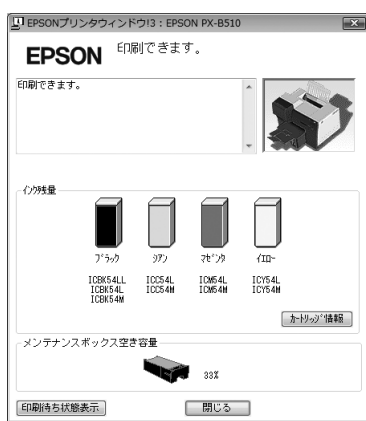 EPSONプリンタウィンドウ!3 : EPSON PX-B510
EPSON
印刷できます。
印刷できます。
インク残量
ブラック シアン マゼンタ イエロー
ICBK54LL ICC54L ICM54L ICY54L
ICBK54L ICC54M ICM54M ICY54M
ICBK54M
カートリッジ情報
メンテナンスボックス空き容量
33%
印刷待ち状態表示 閉じる